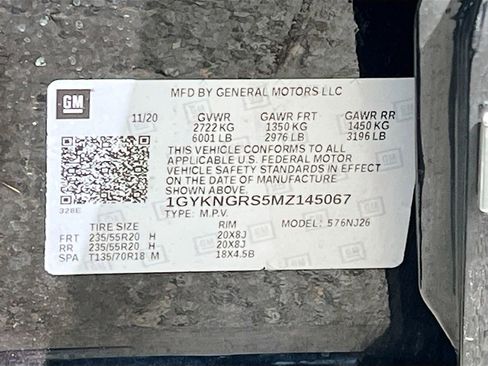 MFD BY GENERAL MOTORS LLC
GM
11/20 GVWR GAWR FRT GAWR RR
2722 KG 1350 KG 1450 KG
6001 LB 2976 LB 3196 LB
THIS VEHICLE CONFORMS TO ALL
APPLICABLE U.S. FEDERAL MOTOR
VEHICLE SAFETY STANDARDS IN EFFECT
ON THE DATE OF MANUFACTURE
SHOWN ABOVE.
328E
1GYKNGRS5MZ145067
TYPE: M.P.V.
TIRE SIZE RIM MODEL: 576NJ26
FRT 235/55R20 H 20X8J
RR 235/55R20 H 20X8J
SPA T135/70R18 M 18X4.5B